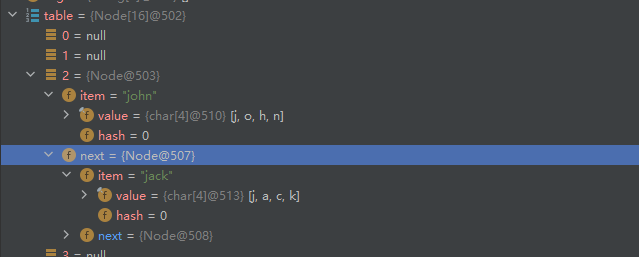 table = {Node[16]@502}
0 = null
1 = null
2 = {Node@503}
item = "john"
value = {char[4]@510} [j, o, h, n]
hash = 0
next = {Node@507}
item = "jack"
value = {char[4]@513} [j, a, c, k]
hash = 0
next = {Node@508}
3 = null